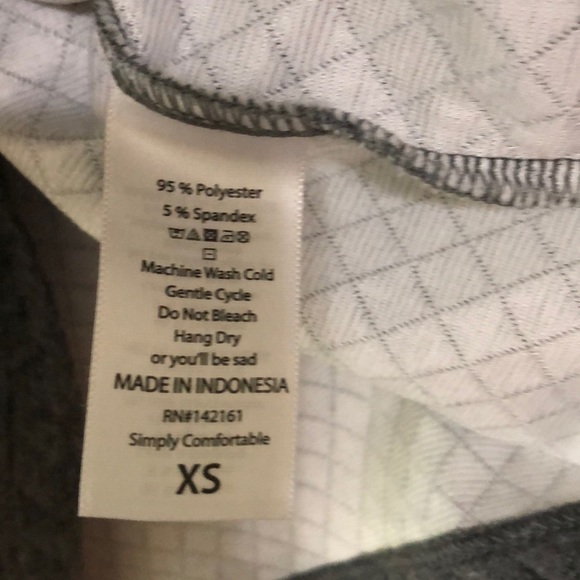 95 % Polyester
5 % Spandex
Machine Wash Cold
Gentle Cycle
Do Not Bleach
Hang Dry
or you'll be sad
MADE IN INDONESIA
RN#142161
Simply Comfortable
XS